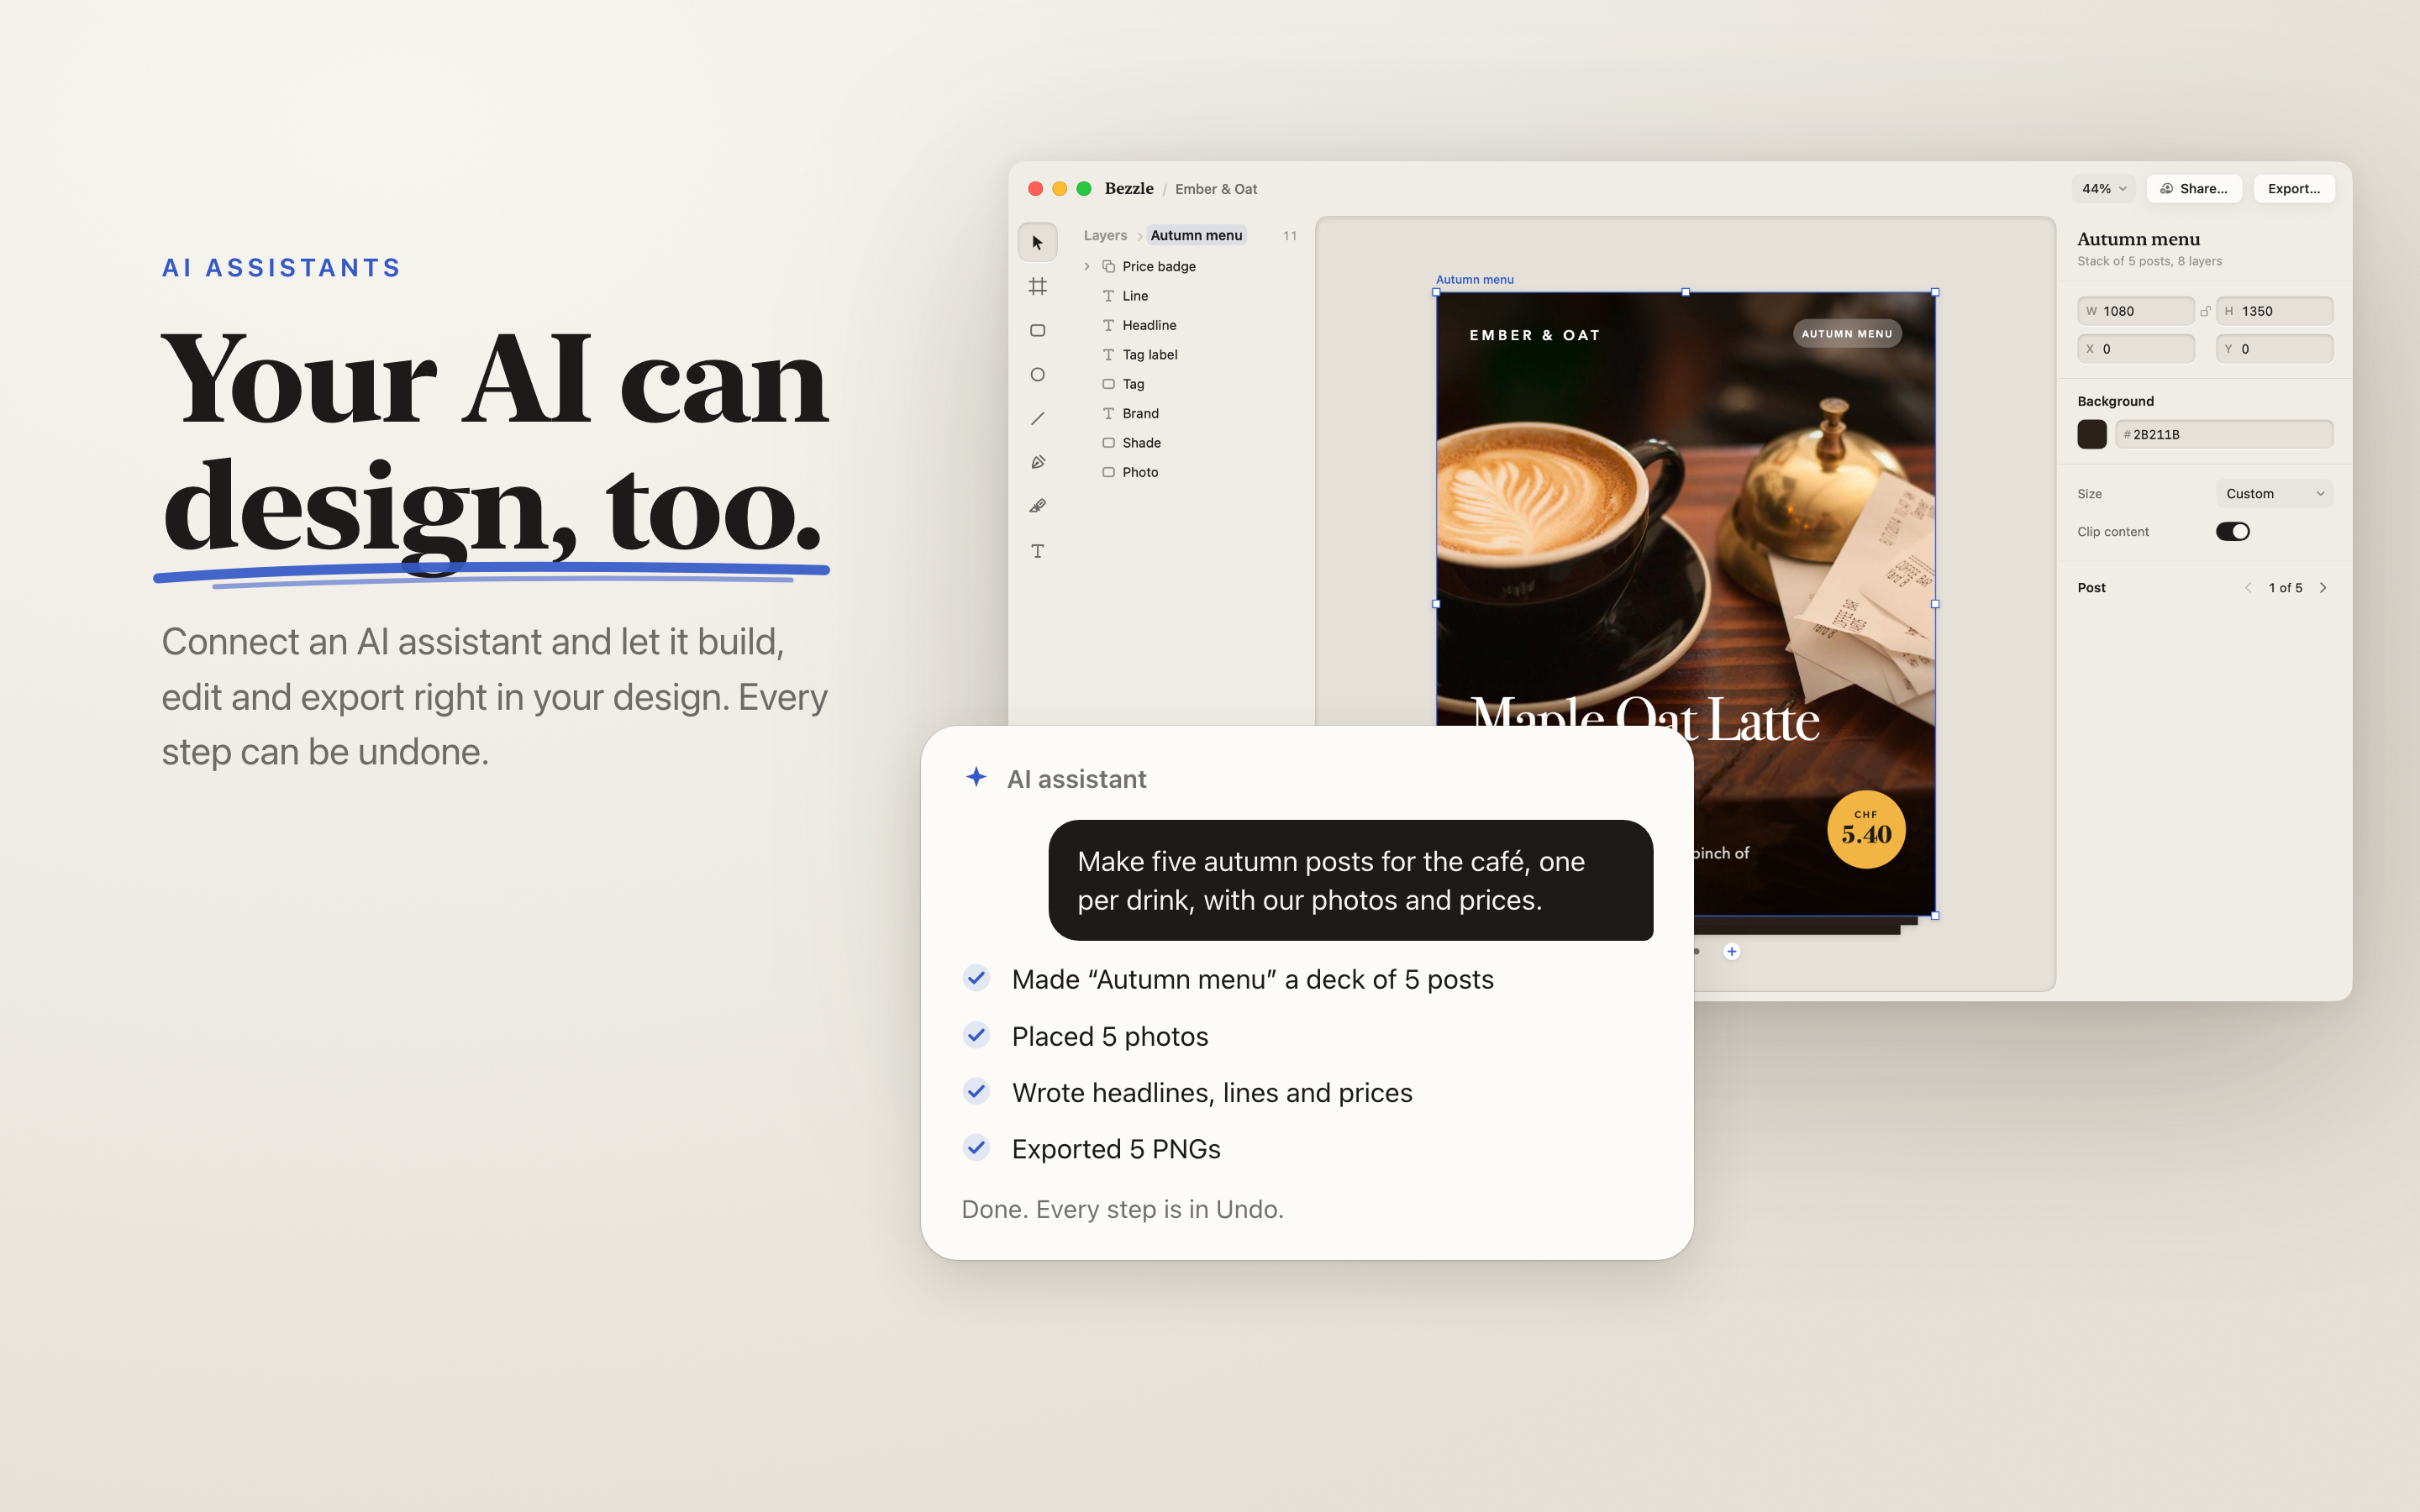 AI ASSISTANTS
Your AI can
design, too.
Connect an AI assistant and let it build,
edit and export right in your design. Every
step can be undone.
Bezzle / Ember & Oat
44%
Share...
Export...
Layers > Autumn menu 11
Price badge
Line
Headline
Tag label
Tag
Brand
Shade
Photo
Autumn menu
EMBER & OAT
AUTUMN MENU
Maple Oat Latte
pinch of
CHF
5.40
Autumn menu
Stack of 5 posts, 8 layers
W 1080
H 1350
X 0
Y 0
Background
# 2B211B
Size Custom
Clip content
Post 1 of 5
AI assistant
Make five autumn posts for the café, one
per drink, with our photos and prices.
Made “Autumn menu” a deck of 5 posts
Placed 5 photos
Wrote headlines, lines and prices
Exported 5 PNGs
Done. Every step is in Undo.